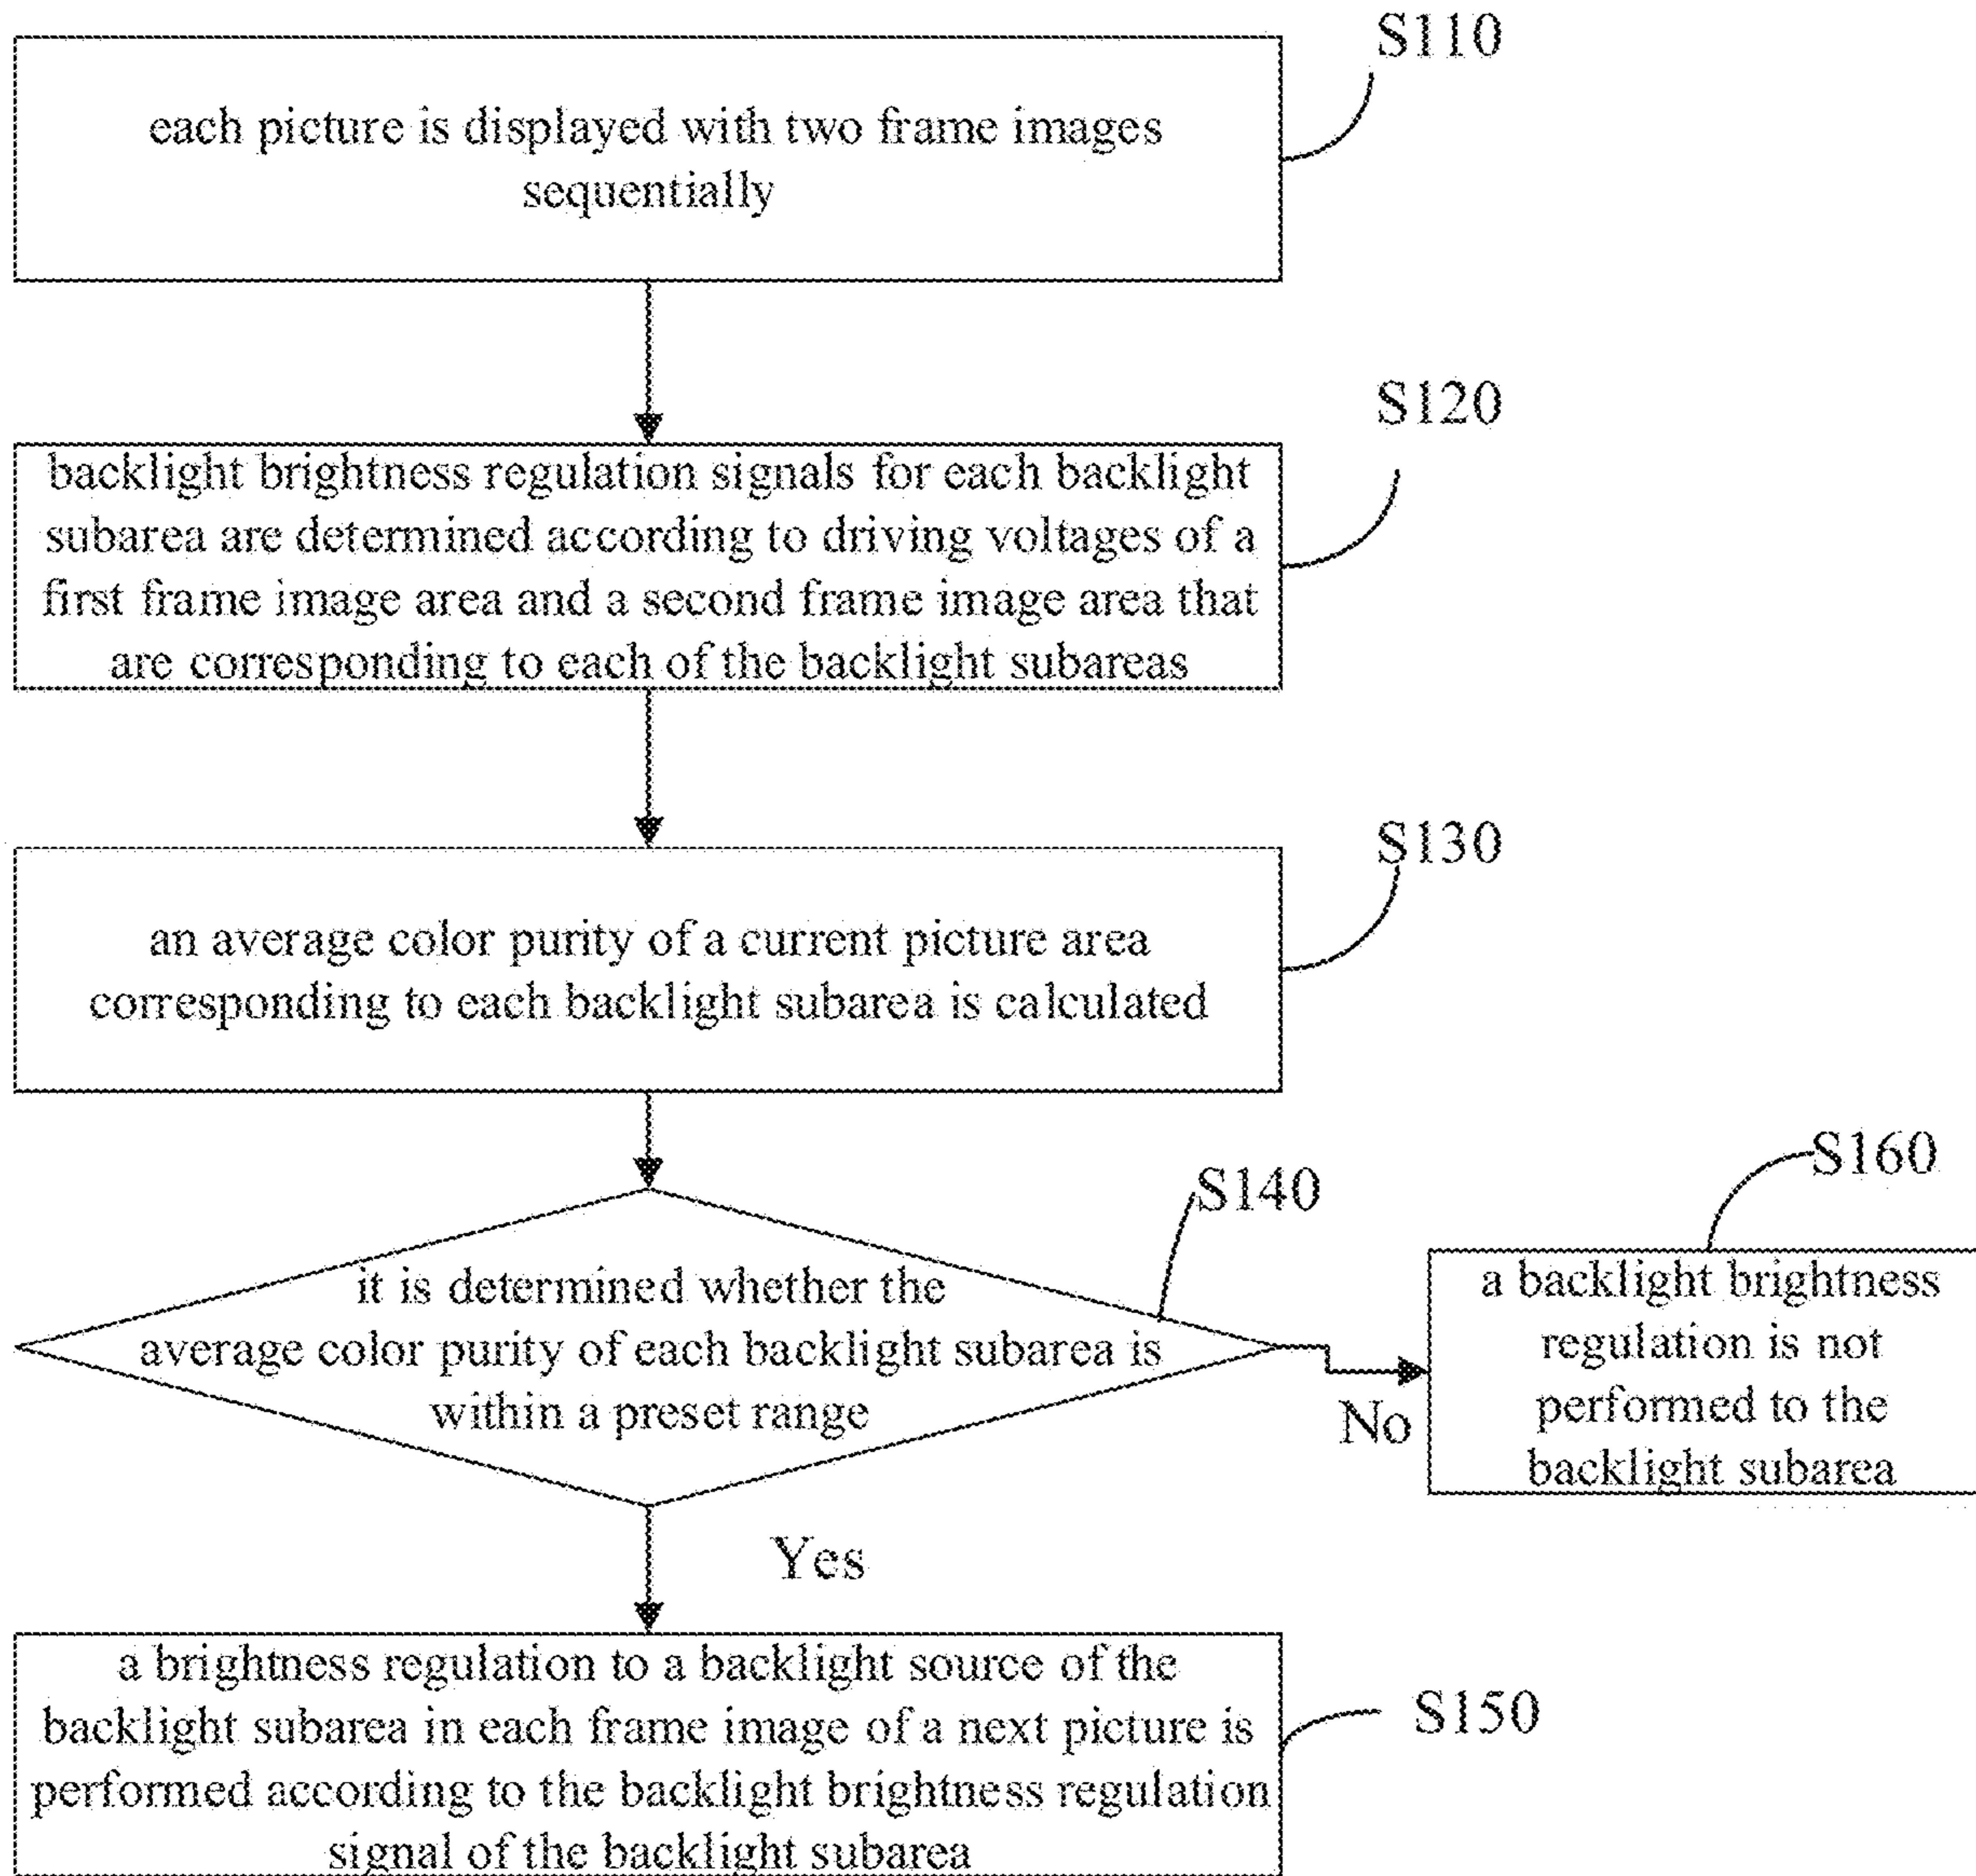 S110
each picture is displayed with two frame images
sequentially
S120
backlight brightness regulation signals for each backlight
subarea are determined according to driving voltages of a
first frame image area and a second frame image area that
are corresponding to each of the backlight subareas
S130
an average color purity of a current picture area
corresponding to each backlight subarea is calculated
S140
it is determined whether the
average color purity of each backlight subarea is
within a preset range
No
S160
a backlight brightness
regulation is not
performed to the
backlight subarea
Yes
a brightness regulation to a backlight source of the
backlight subarea in each frame image of a next picture is
performed according to the backlight brightness regulation
signal of the backlight subarea
S150